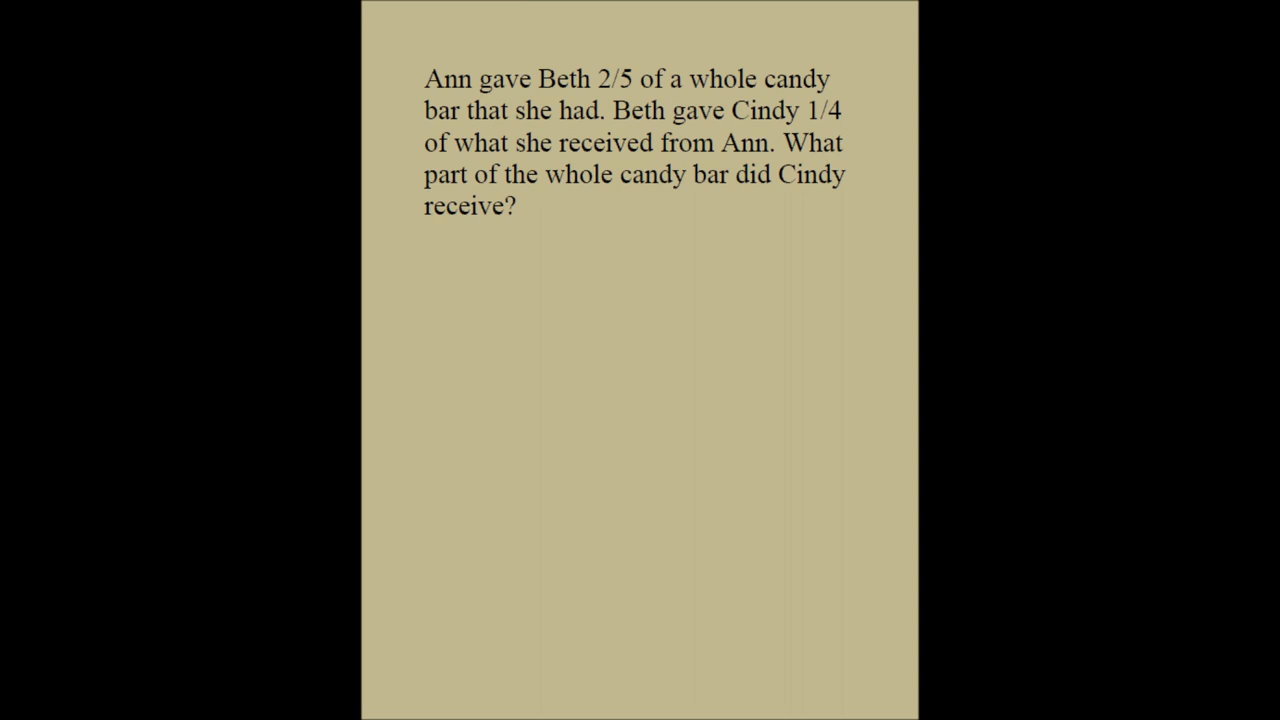 Ann gave Beth 2/5 of a whole candy
bar that she had. Beth gave Cindy 1/4
of what she received from Ann. What
part of the whole candy bar did Cindy
receive?